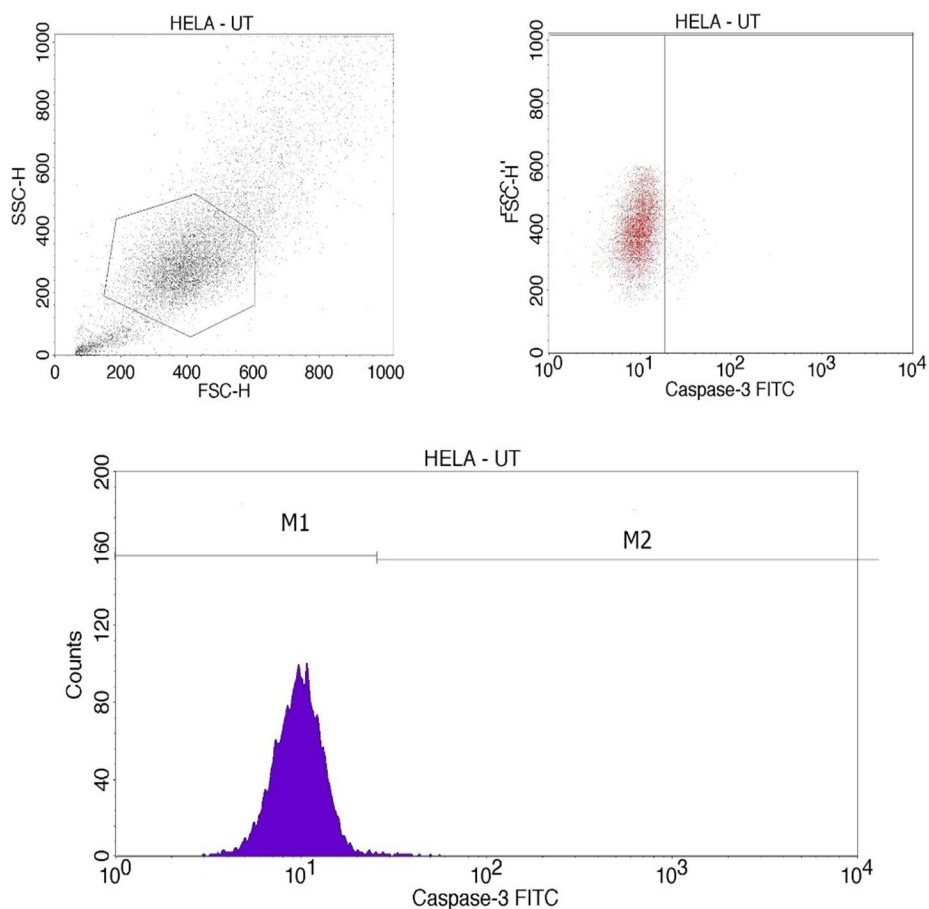 HELA - UT
1000
800
600
400
200
0
SSC-H
0 200 400 600 800 1000
FSC-H
HELA - UT
1000
800
600
400
200
0
FSC-H
10^0 10^1 10^2 10^3 10^4
Caspase-3 FITC
HELA - UT
200
160
120
80
40
0
Counts
M1
M2
10^0 10^1 10^2 10^3 10^4
Caspase-3 FITC